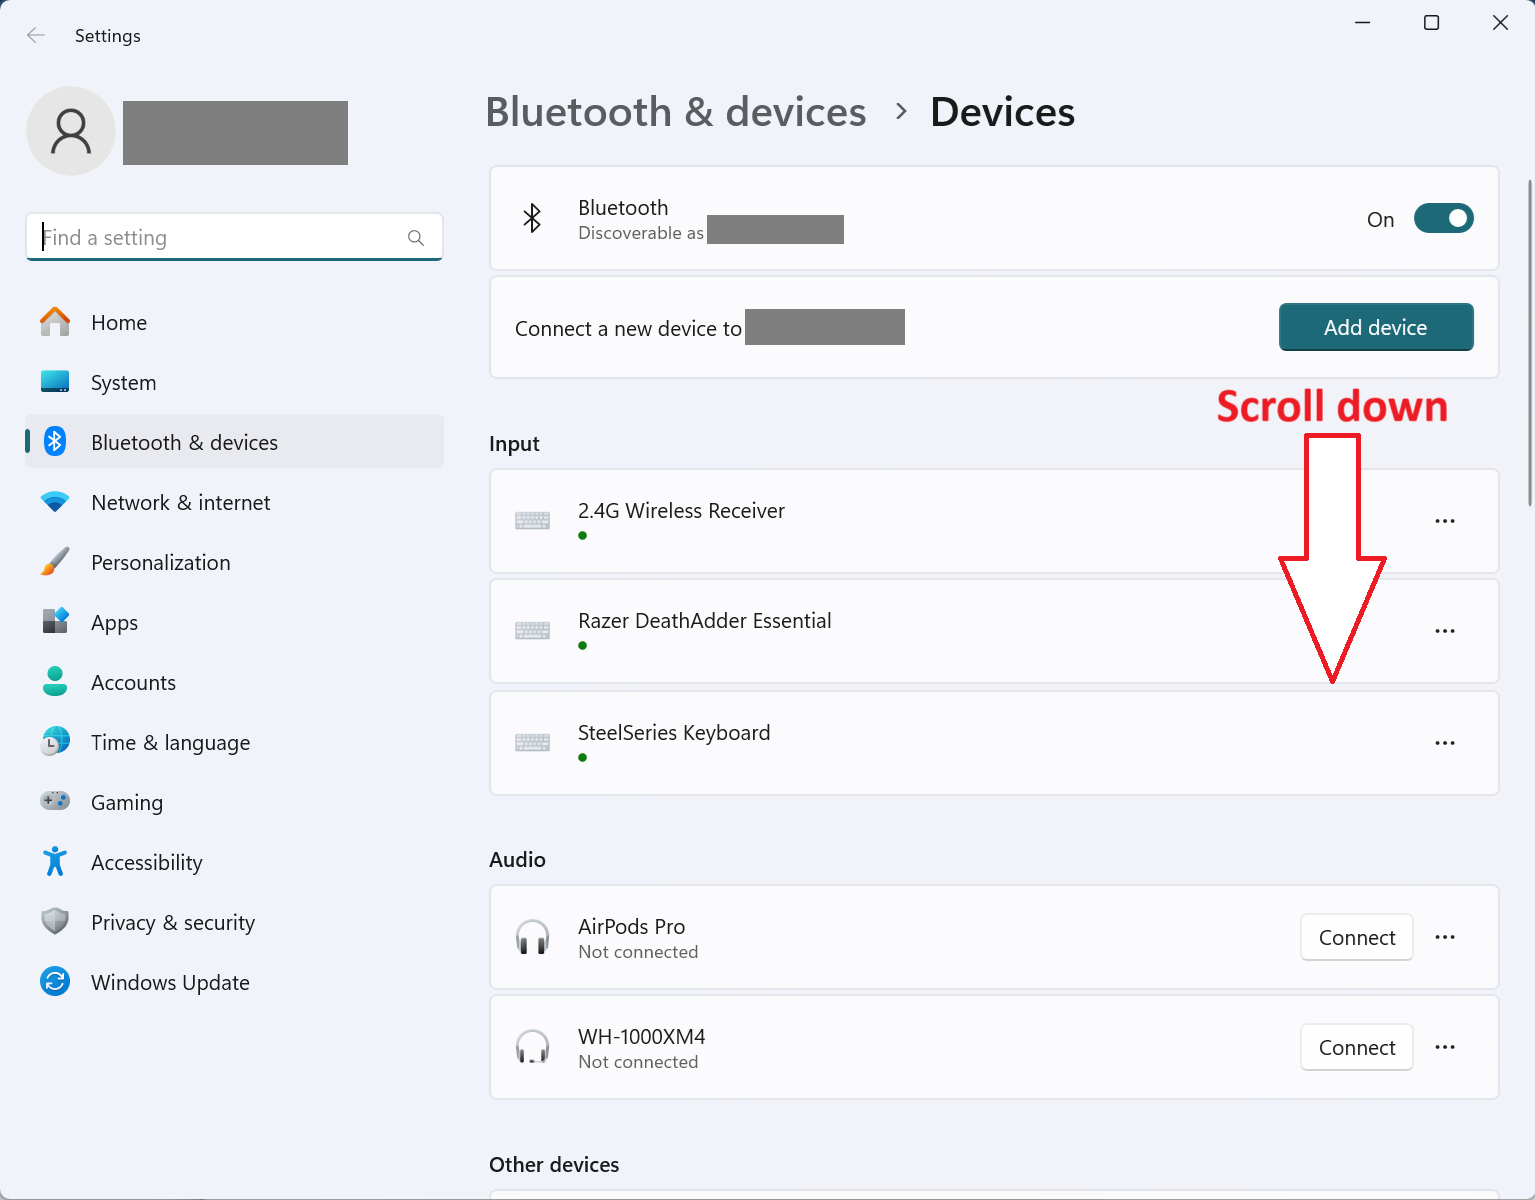 Settings
Find a setting
Home
System
Bluetooth & devices
Network & internet
Personalization
Apps
Accounts
Time & language
Gaming
Accessibility
Privacy & security
Windows Update
Bluetooth & devices > Devices
Bluetooth
Discoverable as
On
Connect a new device to
Add device
Scroll down
Input
2.4G Wireless Receiver
Razer DeathAdder Essential
SteelSeries Keyboard
Audio
AirPods Pro
Not connected
Connect
WH-1000XM4
Not connected
Connect
Other devices